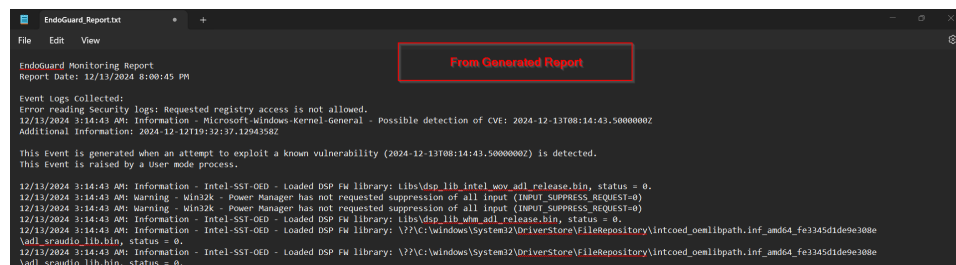 EndoGuard_Report.txt
File Edit View
From Generated Report
EndoGuard Monitoring Report
Report Date: 12/13/2024 8:00:45 PM
Event Logs Collected:
Error reading Security logs: Requested registry access is not allowed.
12/13/2024 3:14:43 AM: Information - Microsoft-Windows-Kernel-General - Possible detection of CVE: 2024-12-13T08:14:43.5000000Z
Additional Information: 2024-12-12T19:32:37.1294358Z
This Event is generated when an attempt to exploit a known vulnerability (2024-12-13T08:14:43.5000000Z) is detected.
This Event is raised by a User mode process.
12/13/2024 3:14:43 AM: Information - Intel-SST-OED - Loaded DSP FW library: Libs\dsp_lib_intel_wov_adl_release.bin, status = 0.
12/13/2024 3:14:43 AM: Warning - Win32k - Power Manager has not requested suppression of all input (INPUT_SUPPRESS_REQUEST=0)
12/13/2024 3:14:43 AM: Warning - Win32k - Power Manager has not requested suppression of all input (INPUT_SUPPRESS_REQUEST=0)
12/13/2024 3:14:43 AM: Information - Intel-SST-OED - Loaded DSP FW library: Libs\dsp_lib_whm_adl_release.bin, status = 0.
12/13/2024 3:14:43 AM: Information - Intel-SST-OED - Loaded DSP FW library: \??\C:\windows\System32\DriverStore\FileRepository\intcoed_oemlibpath.inf_amd64_fe3345d1de9e308e
\adl_sraudio_lib.bin, status = 0.
12/13/2024 3:14:43 AM: Information - Intel-SST-OED - Loaded DSP FW library: \??\C:\windows\System32\DriverStore\FileRepository\intcoed_oemlibpath.inf_amd64_fe3345d1de9e308e
\adl_sraudio_lib.bin, status = 0.